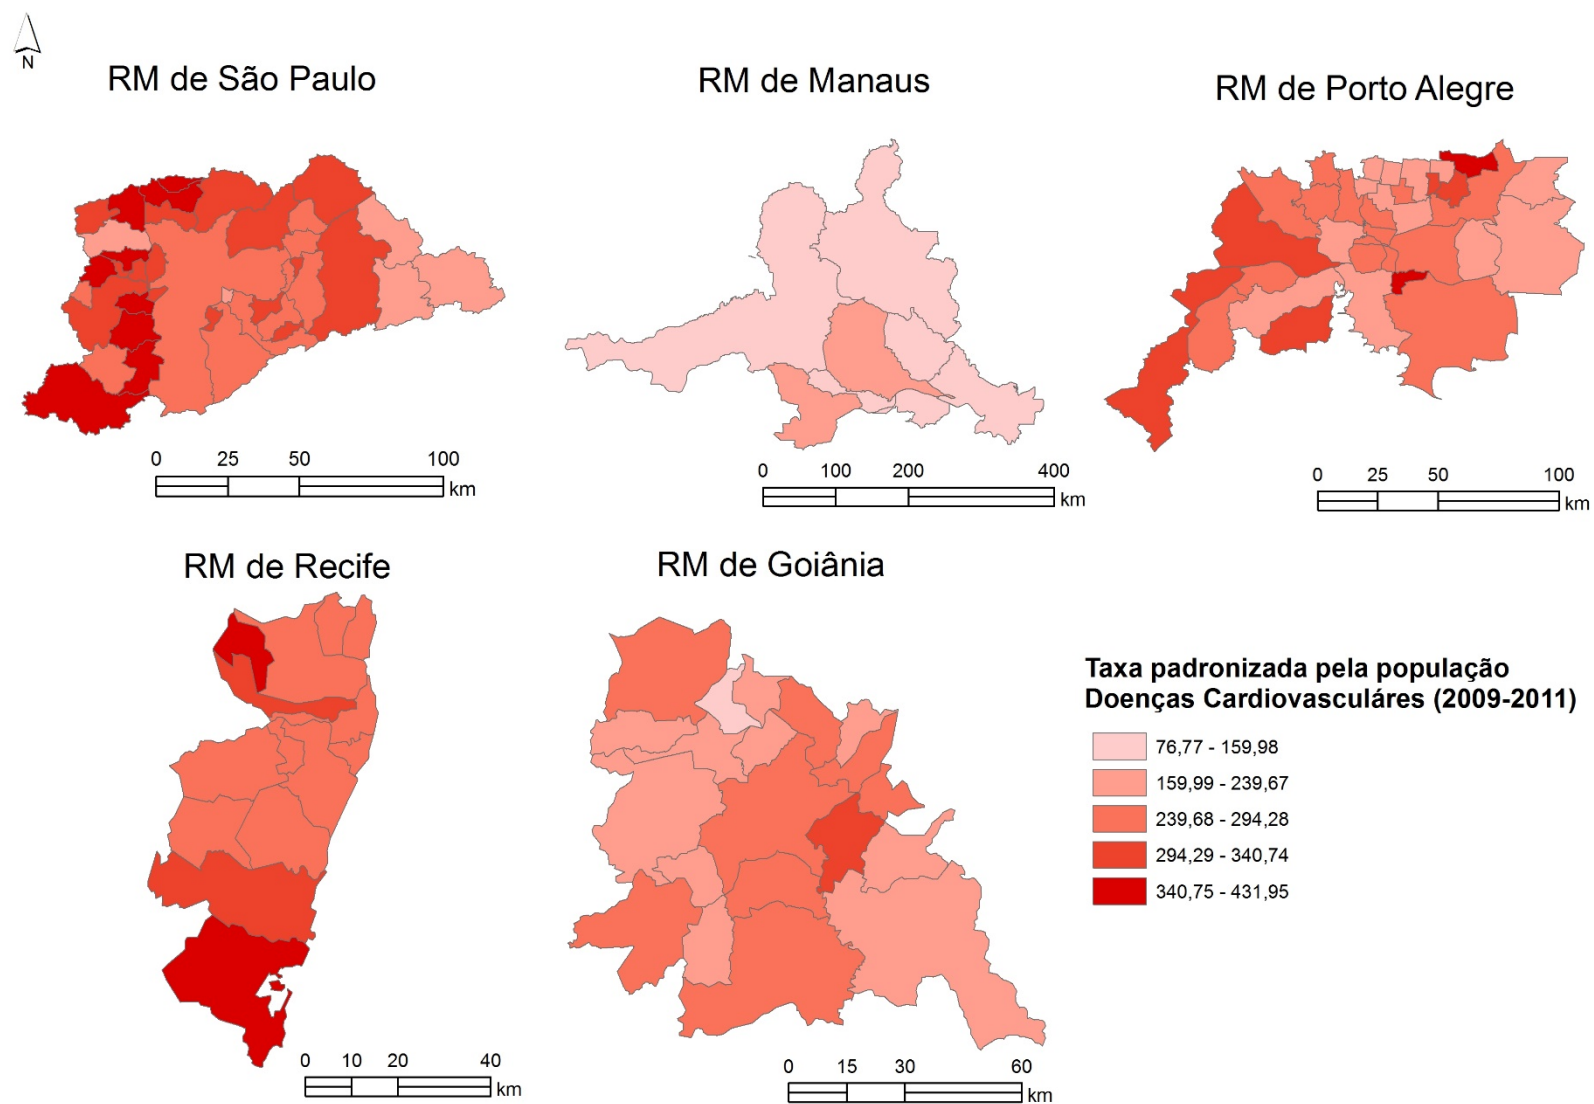 N
RM de São Paulo
RM de Manaus
RM de Porto Alegre
0 25 50 100
km
0 100 200 400
km
0 25 50 100
km
RM de Recife
RM de Goiânia
Taxa padronizada pela população
Doenças Cardiovasculáres (2009-2011)
76,77 - 159,98
159,99 - 239,67
239,68 - 294,28
294,29 - 340,74
340,75 - 431,95
0 10 20 40
km
0 15 30 60
km